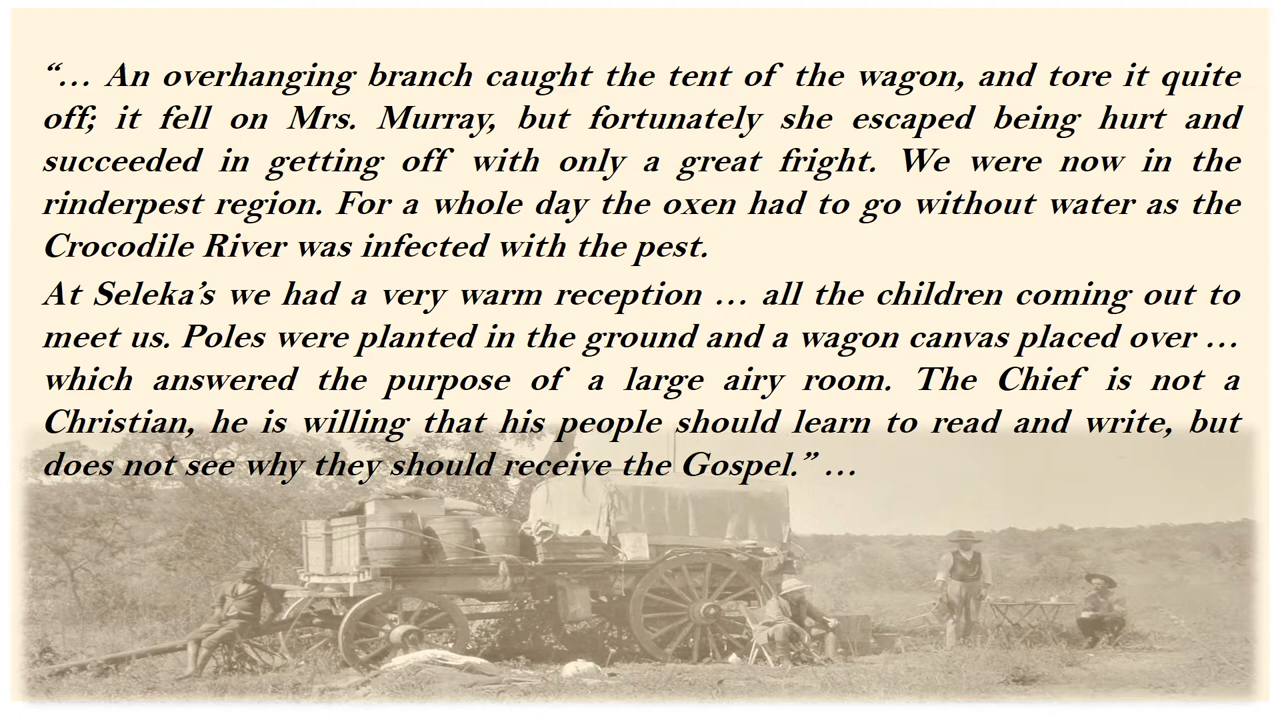 “… An overhanging branch caught the tent of the wagon, and tore it quite
off; it fell on Mrs. Murray, but fortunately she escaped being hurt and
succeeded in getting off with only a great fright. We were now in the
rinderpest region. For a whole day the oxen had to go without water as the
Crocodile River was infected with the pest.
At Seleka’s we had a very warm reception … all the children coming out to
meet us. Poles were planted in the ground and a wagon canvas placed over …
which answered the purpose of a large airy room. The Chief is not a
Christian, he is willing that his people should learn to read and write, but
does not see why they should receive the Gospel.” …